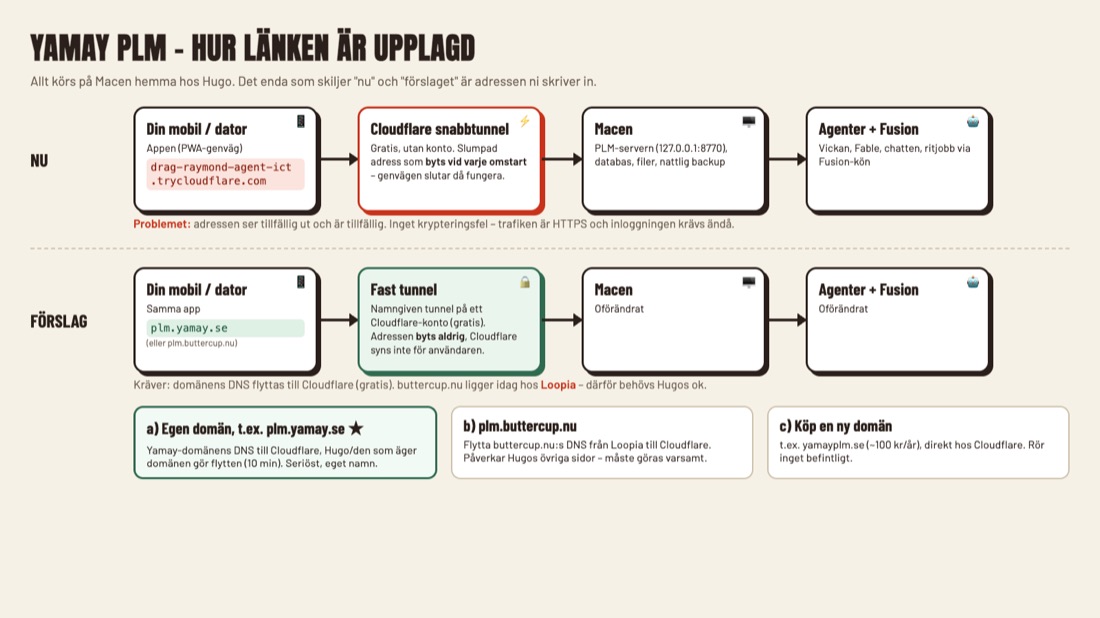 YAMAY PLM - HUR LÄNKEN ÄR UPPLAGD
Allt körs på Macen hemma hos Hugo. Det enda som skiljer "nu" och "förslaget" är adressen ni skriver in.
NU
Din mobil / dator
Appen (PWA-genväg)
drag-raymond-agent-ict
.trycloudflare.com
Cloudflare snabbtunnel
Gratis, utan konto. Slumpad
adress som byts vid varje omstart
– genvägen slutar då fungera.
Macen
PLM-servern (127.0.0.1:8770),
databas, filer, nattlig backup
Agenter + Fusion
Vickan, Fable, chatten, ritjobb via
Fusion-kön
Problemet: adressen ser tillfällig ut och är tillfällig. Inget krypteringsfel – trafiken är HTTPS och inloggningen krävs ändå.
FÖRSLAG
Din mobil / dator
Samma app
plm.yamay.se
(eller plm.buttercup.nu)
Fast tunnel
Namngiven tunnel på ett
Cloudflare-konto (gratis).
Adressen byts aldrig, Cloudflare
syns inte för användaren.
Macen
Oförändrat
Agenter + Fusion
Oförändrat
Kräver: domänens DNS flyttas till Cloudflare (gratis). buttercup.nu ligger idag hos Loopia – därför behövs Hugos ok.
a) Egen domän, t.ex. plm.yamay.se ★
Yamay-domänens DNS till Cloudflare, Hugo/den som äger
domänen gör flytten (10 min). Seriöst, eget namn.
b) plm.buttercup.nu
Flytta buttercup.nu:s DNS från Loopia till Cloudflare.
Påverkar Hugos övriga sidor – måste göras varsamt.
c) Köp en ny domän
t.ex. yamayplm.se (~100 kr/år), direkt hos Cloudflare. Rör
inget befintligt.